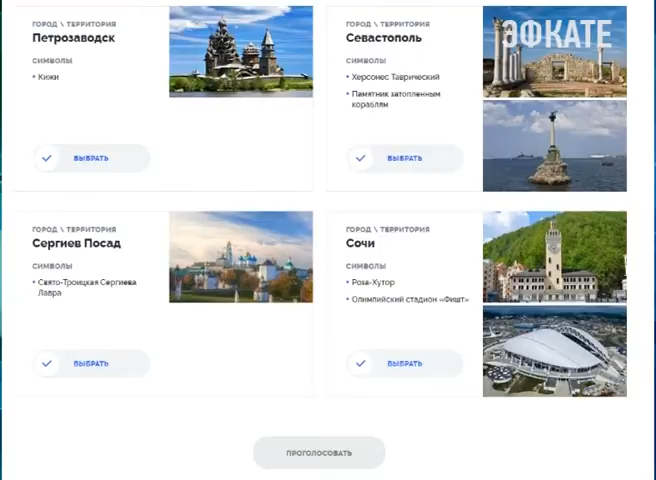 ЭФКАТЕ
ГОРОД \ ТЕРРИТОРИЯ
Петрозаводск
СИМВОЛЫ
Кижи
ВЫБРАТЬ
ГОРОД \ ТЕРРИТОРИЯ
Севастополь
СИМВОЛЫ
Херсонес Таврический
Памятник затопленным
кораблям
ВЫБРАТЬ
ГОРОД \ ТЕРРИТОРИЯ
Сергиев Посад
СИМВОЛЫ
Свято-Троицкая Сергиева
Лавра
ВЫБРАТЬ
ГОРОД \ ТЕРРИТОРИЯ
Сочи
СИМВОЛЫ
Роза-Хутор
Олимпийский стадион «Фишт»
ВЫБРАТЬ
ПРОГОЛОСОВАТЬ